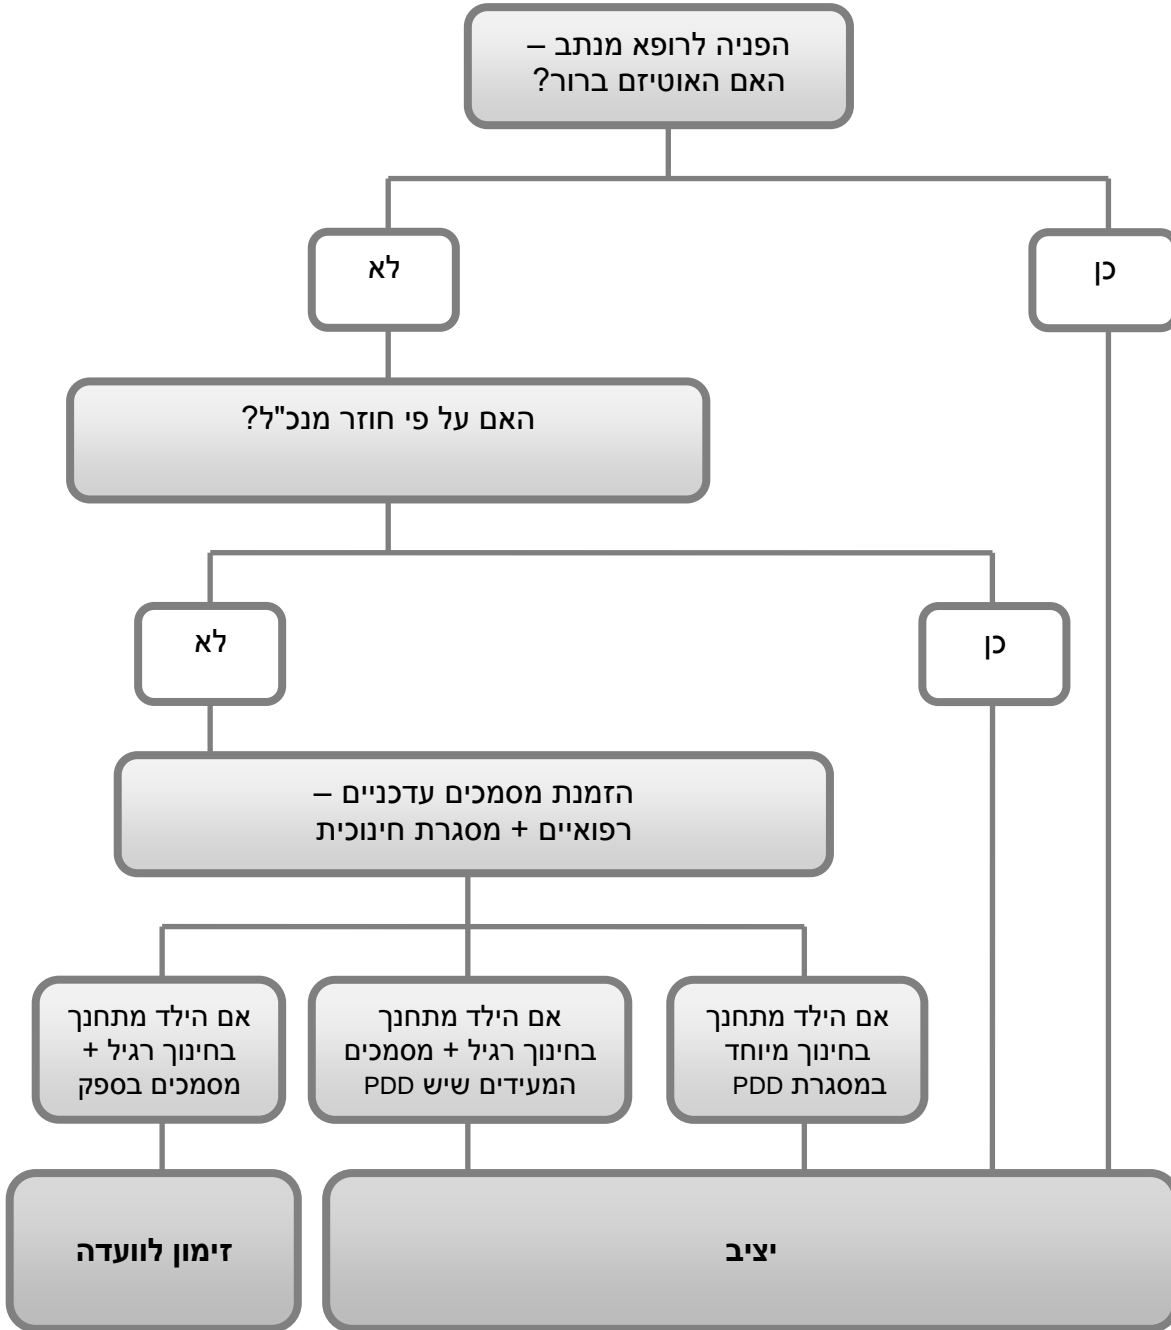 הפניה לרופא מנתב –
האם האוטיזם ברור?
כן
לא
האם על פי חוזר מנכ"ל?
כן
לא
הזמנת מסמכים עדכניים –
רפואיים + מסגרת חינוכית
אם הילד מתחנך
בחינוך מיוחד
במסגרת PDD
אם הילד מתחנך
בחינוך רגיל + מסמכים
המעידים שיש PDD
אם הילד מתחנך
בחינוך רגיל +
מסמכים בספק
יציב
זימון לוועדה